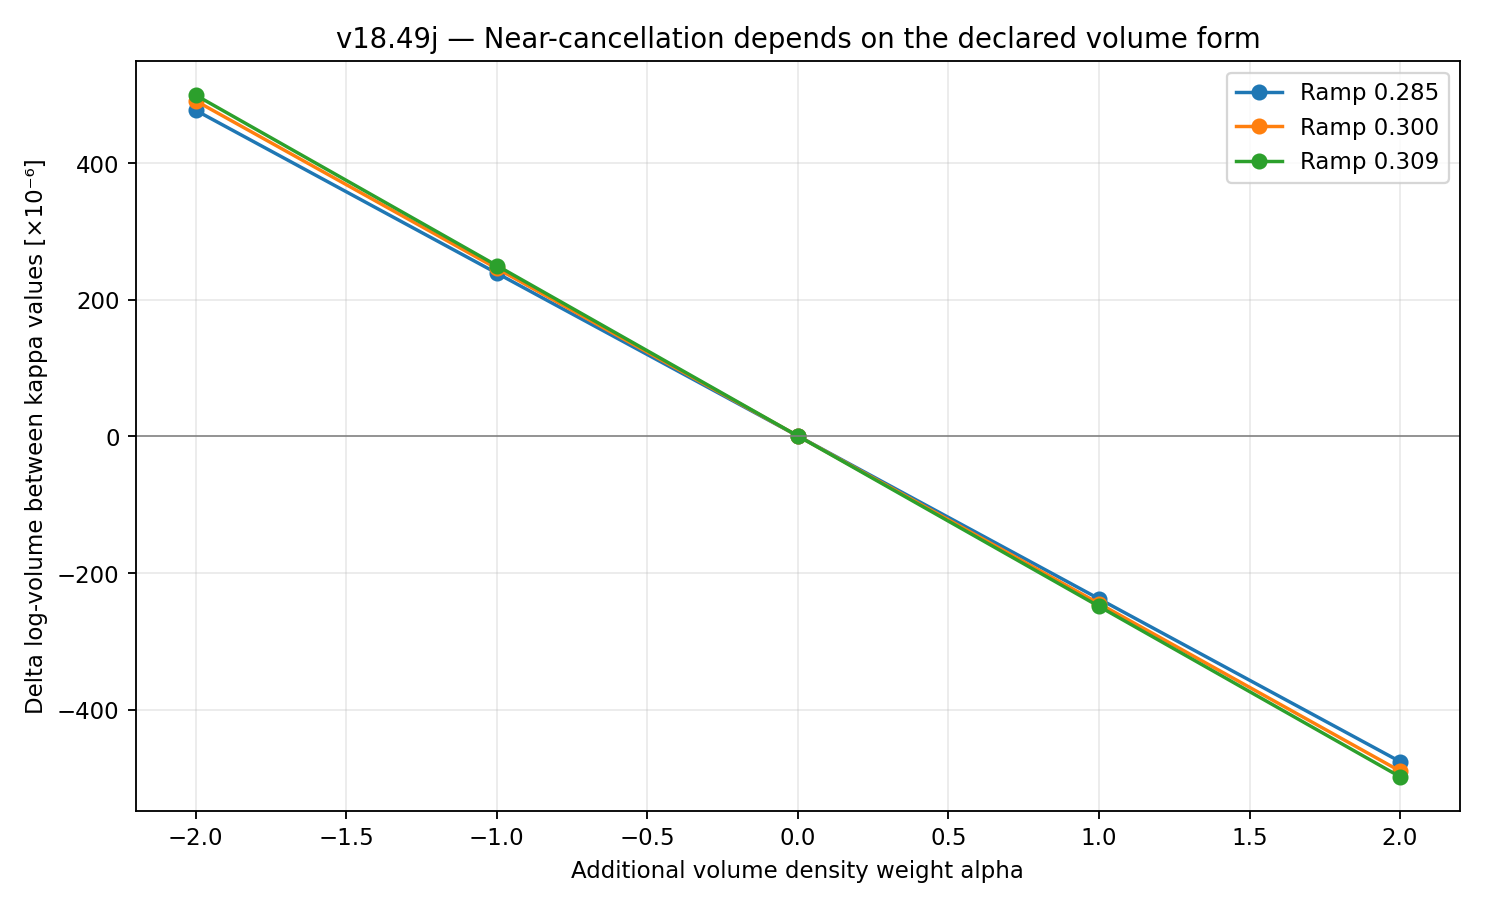 v18.49j — Near-cancellation depends on the declared volume form
Ramp 0.285
Ramp 0.300
Ramp 0.309
Delta log-volume between kappa values [×10⁻⁶]
400
200
0
−200
−400
−2.0 −1.5 −1.0 −0.5 0.0 0.5 1.0 1.5 2.0
Additional volume density weight alpha